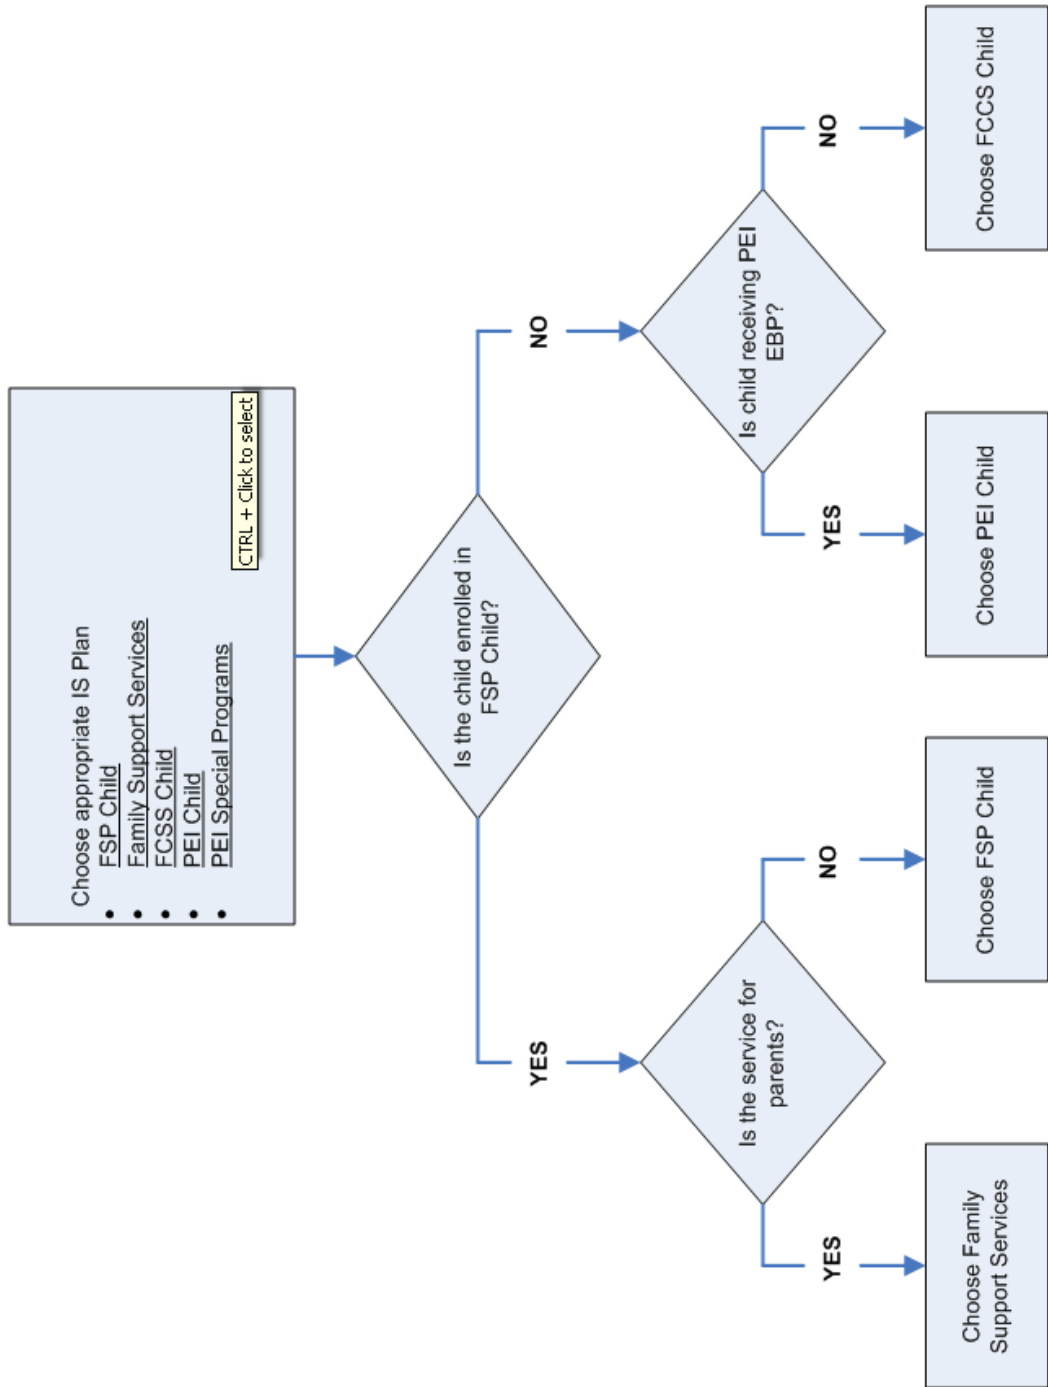 Choose appropriate IS Plan
• FSP Child
• Family Support Services
• FCSS Child
• PEI Child
• PEI Special Programs
CTRL + Click to select
Is the child enrolled in
FSP Child?
YES
NO
Is the service for
parents?
Is child receiving PEI
EBP?
YES
NO
YES
NO
Choose Family
Support Services
Choose FSP Child
Choose PEI Child
Choose FCCS Child